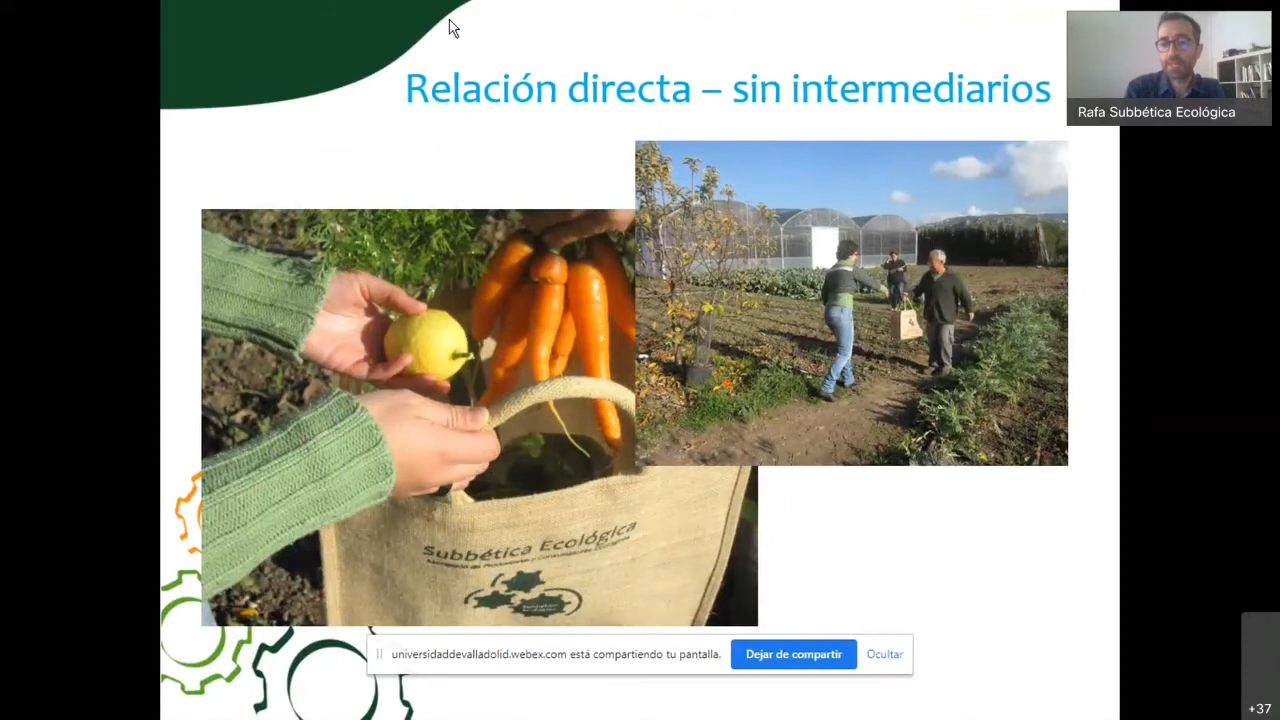 Relación directa – sin intermediarios
Rafa Subbética Ecológica
Subbética Ecológica
universidaddevalladolid.webex.com está compartiendo tu pantalla.
Dejar de compartir
Ocultar
+37